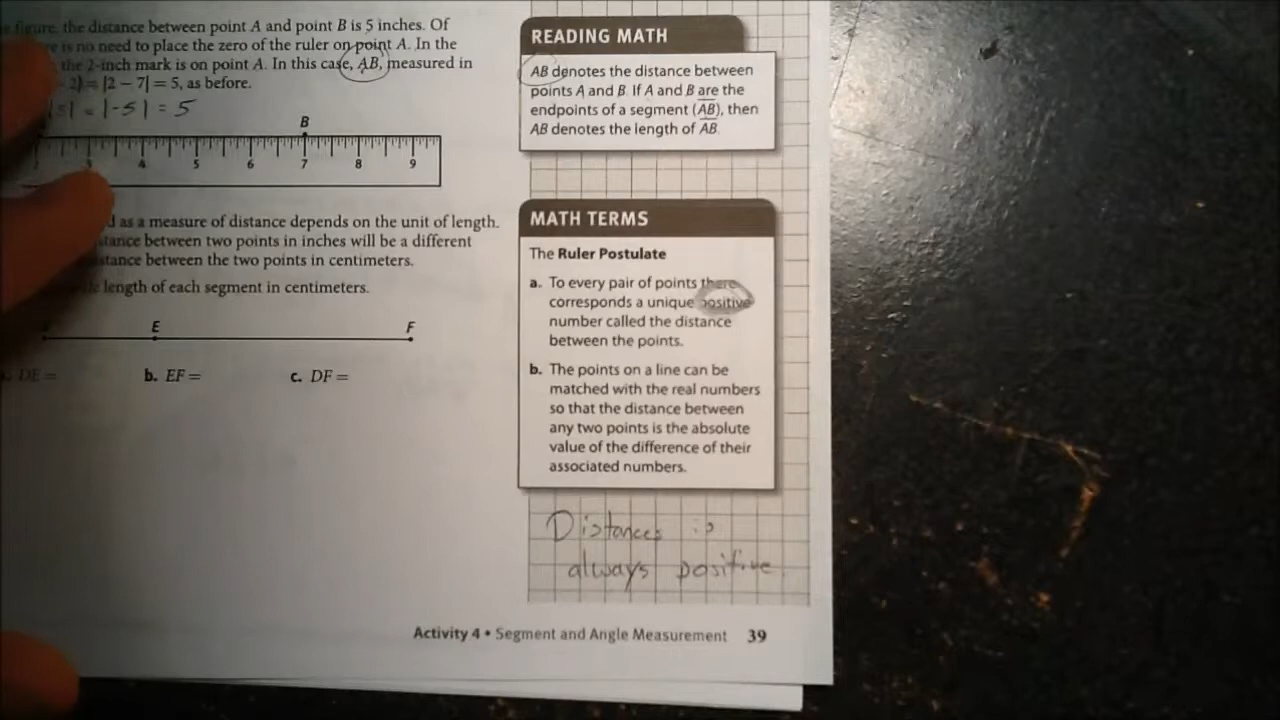 figure, the distance between point A and point B is 5 inches. Of
is no need to place the zero of the ruler on point A. In the
the 2-inch mark is on point A. In this case, AB, measured in
2| = |2 − 7| = 5, as before.
|5| = |-5| = 5
B
3 4 5 6 7 8 9
as a measure of distance depends on the unit of length.
between two points in inches will be a different
between the two points in centimeters.
length of each segment in centimeters.
E F
DE = b. EF = c. DF =
READING MATH
AB denotes the distance between
points A and B. If A and B are the
endpoints of a segment (A̅B̅), then
AB denotes the length of A̅B̅.
MATH TERMS
The Ruler Postulate
a. To every pair of points there
corresponds a unique positive
number called the distance
between the points.
b. The points on a line can be
matched with the real numbers
so that the distance between
any two points is the absolute
value of the difference of their
associated numbers.
Distances is
always positive.
Activity 4 • Segment and Angle Measurement 39